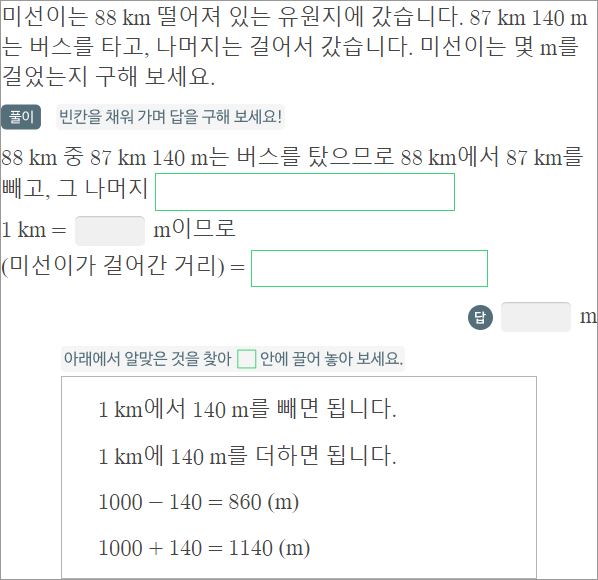 미선이는 88 km 떨어져 있는 유원지에 갔습니다. 87 km 140 m
는 버스를 타고, 나머지는 걸어서 갔습니다. 미선이는 몇 m를
걸었는지 구해 보세요.
풀이 빈칸을 채워 가며 답을 구해 보세요!
88 km 중 87 km 140 m는 버스를 탔으므로 88 km에서 87 km를
빼고, 그 나머지
1 km = m이므로
(미선이가 걸어간 거리) =
답 m
아래에서 알맞은 것을 찾아 안에 끌어 놓아 보세요.
1 km에서 140 m를 빼면 됩니다.
1 km에 140 m를 더하면 됩니다.
1000 − 140 = 860 (m)
1000 + 140 = 1140 (m)